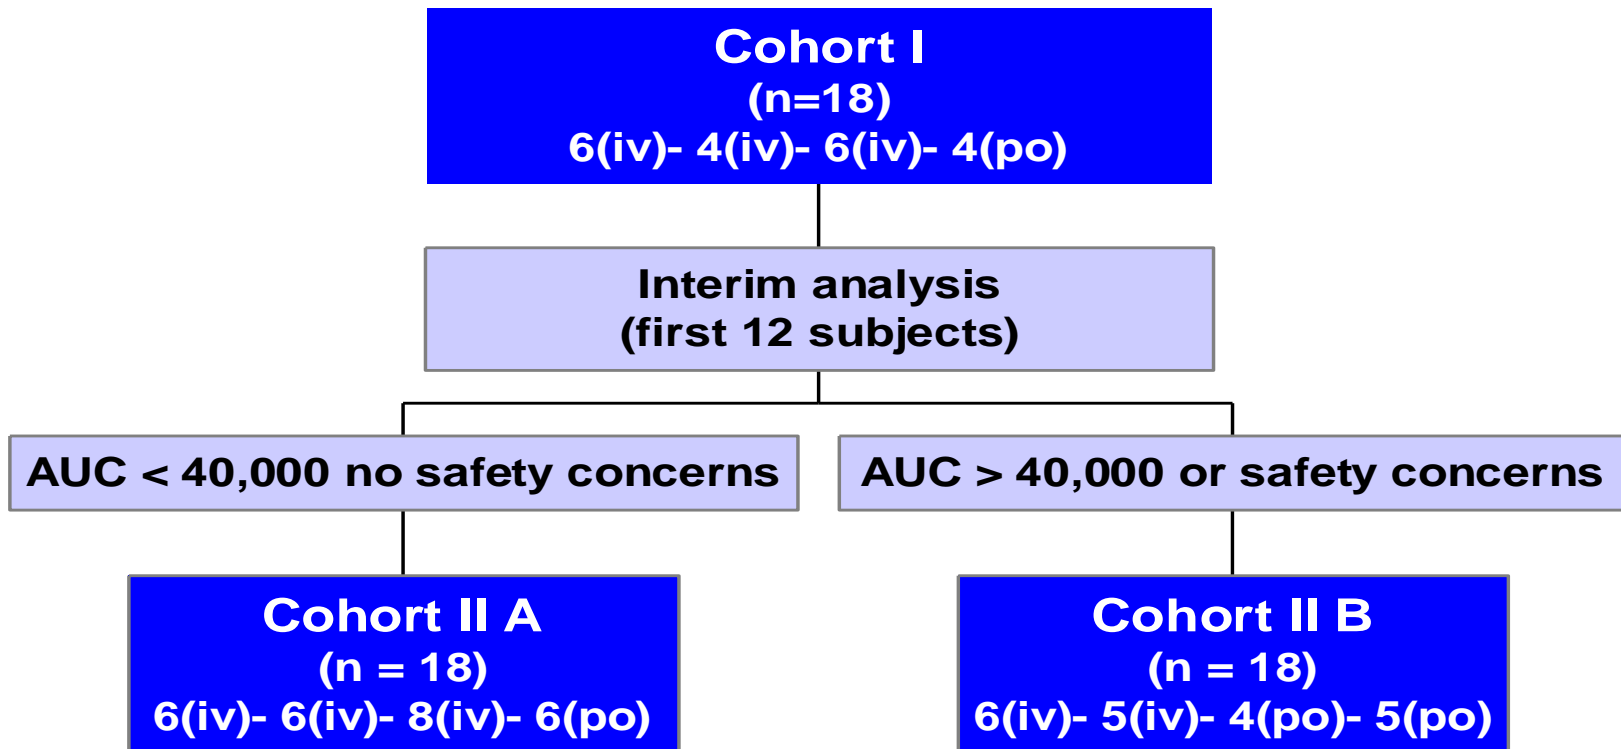 Cohort I
(n=18)
6(iv)- 4(iv)- 6(iv)- 4(po)
Interim analysis
(first 12 subjects)
AUC < 40,000 no safety concerns
AUC > 40,000 or safety concerns
Cohort II A
(n = 18)
6(iv)- 6(iv)- 8(iv)- 6(po)
Cohort II B
(n = 18)
6(iv)- 5(iv)- 4(po)- 5(po)